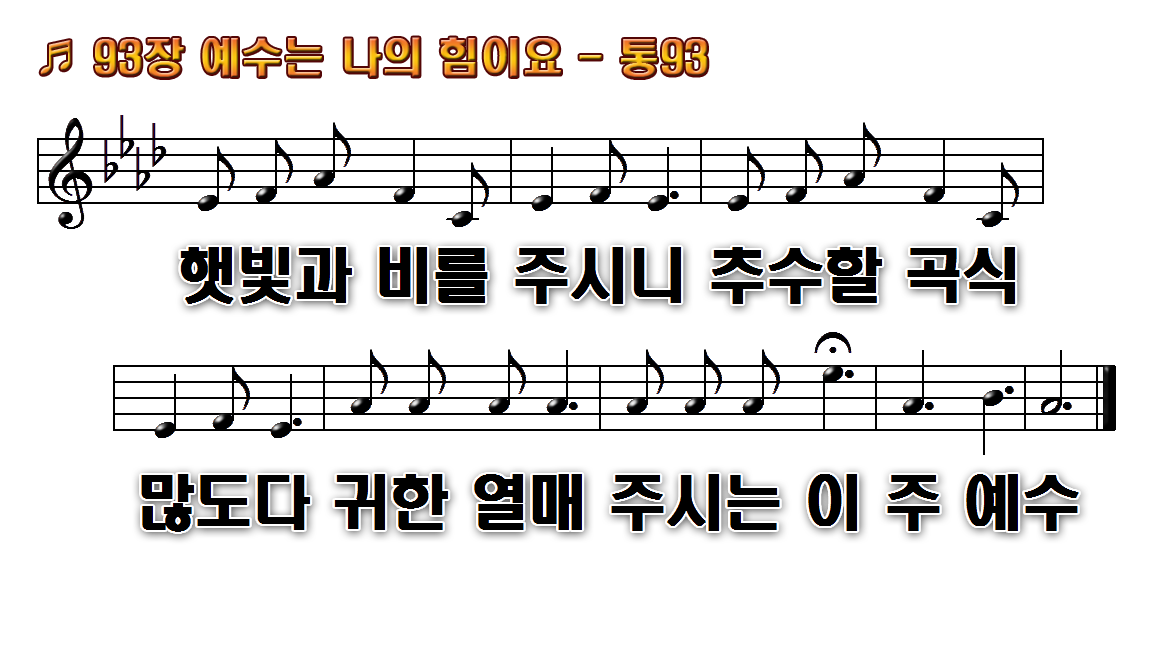 93장 예수는 나의 힘이요 - 통93
햇빛과 비를 주시니 추수할 곡식
많도다 귀한 열매 주시는 이 주 예수